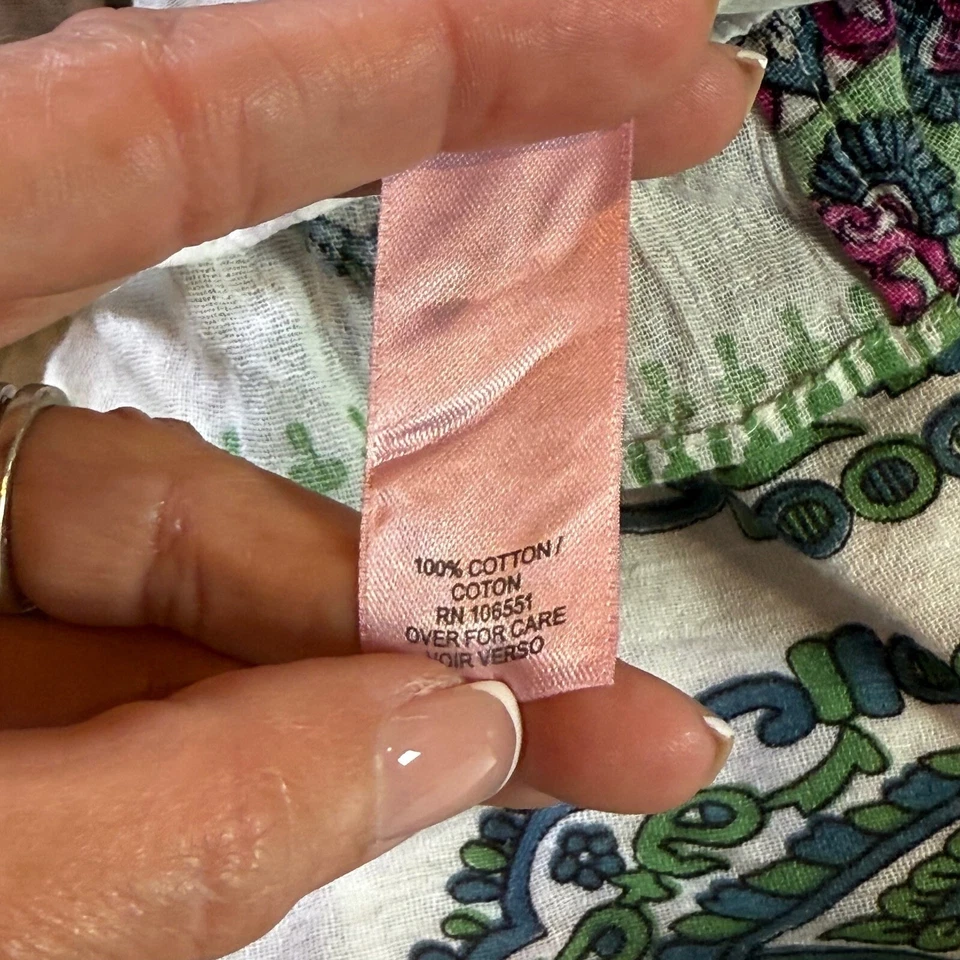 100% COTTON /
COTON
RN 106551
OVER FOR CARE
VOIR VERSO